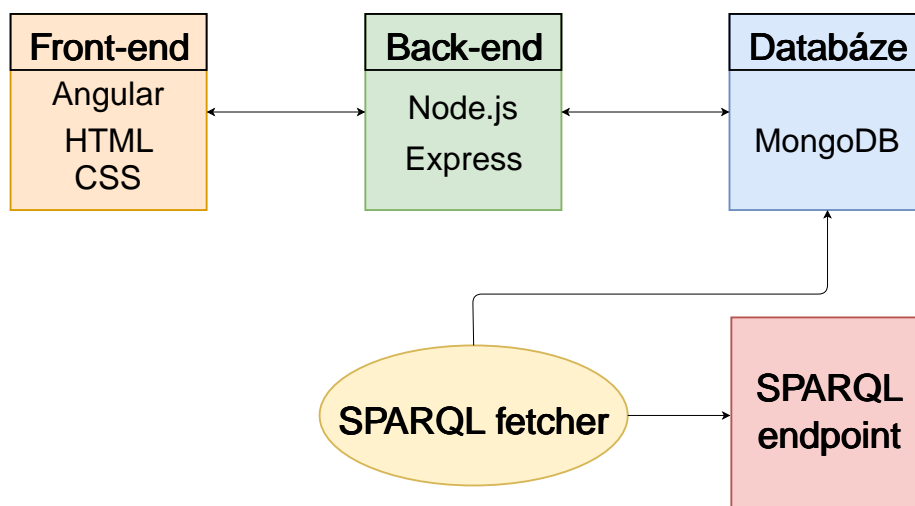 Front-end
Angular
HTML
CSS
Back-end
Node.js
Express
Databáze
MongoDB
SPARQL fetcher
SPARQL
endpoint